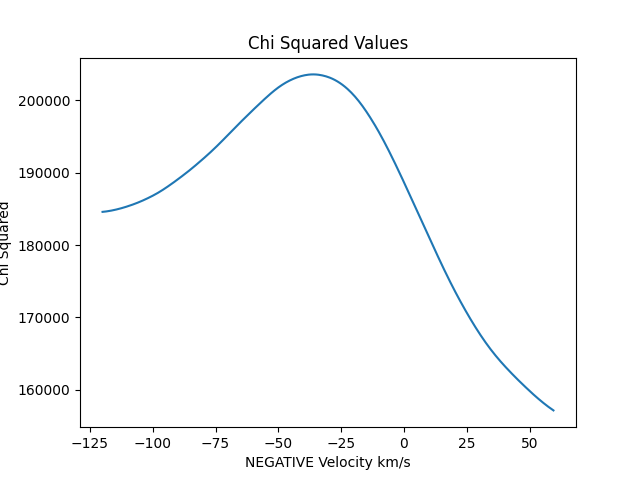 Chi Squared Values
200000
190000
180000
170000
160000
Chi Squared
−125 −100 −75 −50 −25 0 25 50
NEGATIVE Velocity km/s